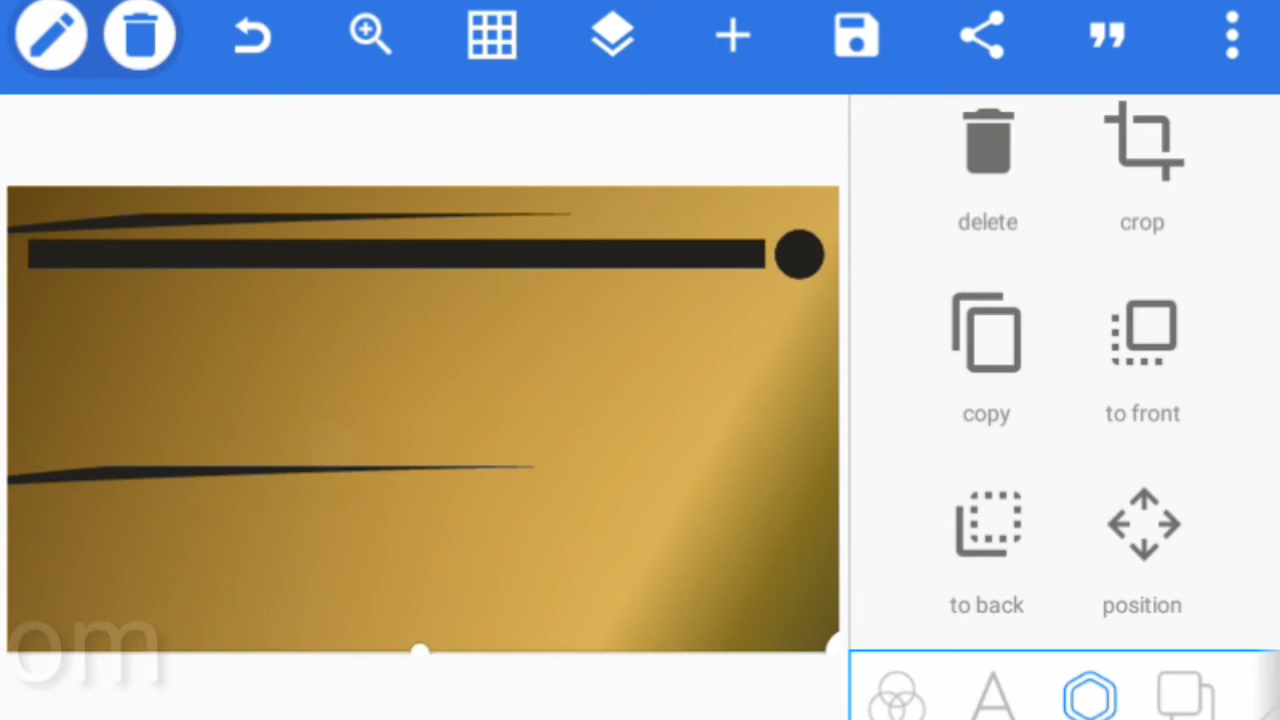 delete
crop
copy
to front
to back
position
om